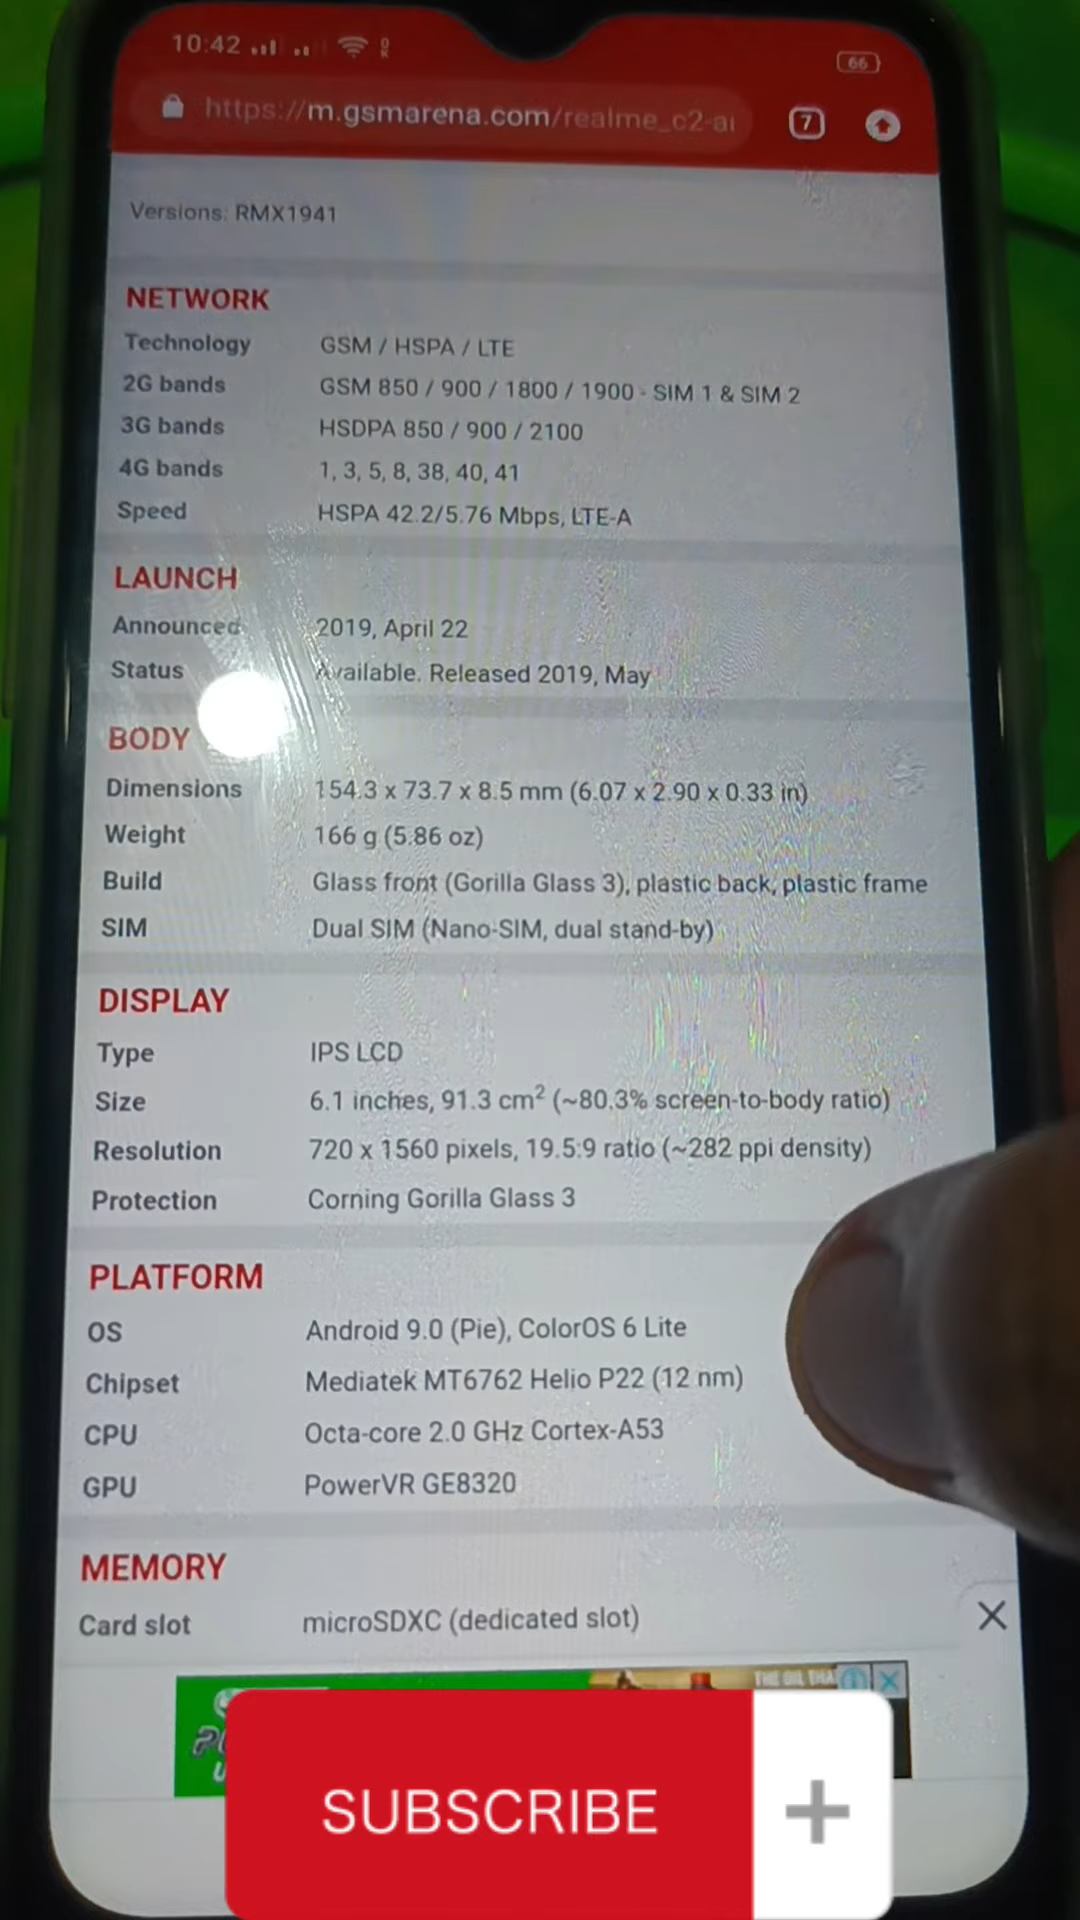 10:42
66
https://m.gsmarena.com/realme_c2-ai
7
Versions: RMX1941
NETWORK
Technology GSM / HSPA / LTE
2G bands GSM 850 / 900 / 1800 / 1900 - SIM 1 & SIM 2
3G bands HSDPA 850 / 900 / 2100
4G bands 1, 3, 5, 8, 38, 40, 41
Speed HSPA 42.2/5.76 Mbps, LTE-A
LAUNCH
Announced 2019, April 22
Status Available. Released 2019, May
BODY
Dimensions 154.3 x 73.7 x 8.5 mm (6.07 x 2.90 x 0.33 in)
Weight 166 g (5.86 oz)
Build Glass front (Gorilla Glass 3), plastic back, plastic frame
SIM Dual SIM (Nano-SIM, dual stand-by)
DISPLAY
Type IPS LCD
Size 6.1 inches, 91.3 cm² (~80.3% screen-to-body ratio)
Resolution 720 x 1560 pixels, 19.5:9 ratio (~282 ppi density)
Protection Corning Gorilla Glass 3
PLATFORM
OS Android 9.0 (Pie), ColorOS 6 Lite
Chipset Mediatek MT6762 Helio P22 (12 nm)
CPU Octa-core 2.0 GHz Cortex-A53
GPU PowerVR GE8320
MEMORY
Card slot microSDXC (dedicated slot)
THE OIL THA
SUBSCRIBE +